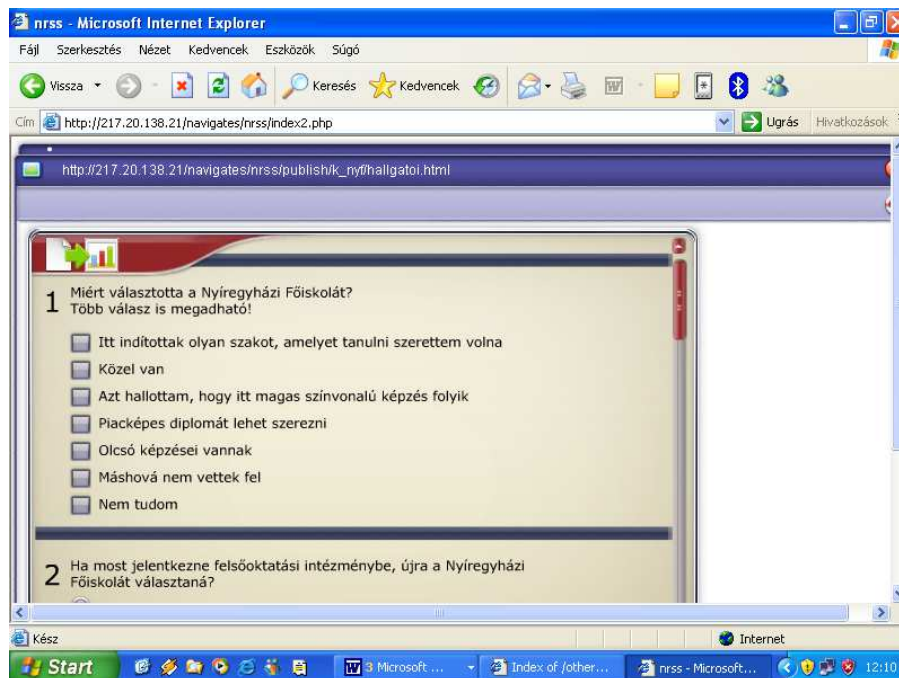 nrss - Microsoft Internet Explorer
Fájl Szerkesztés Nézet Kedvencek Eszközök Súgó
Vissza Keresés Kedvencek
Cím http://217.20.138.21/navigates/nrss/index2.php Ugrás Hivatkozások
http://217.20.138.21/navigates/nrss/publish/k_nyf/hallgatoi.html
1 Miért választotta a Nyíregyházi Főiskolát?
Több válasz is megadható!
Itt indítottak olyan szakot, amelyet tanulni szerettem volna
Közel van
Azt hallottam, hogy itt magas színvonalú képzés folyik
Piacképes diplomát lehet szerezni
Olcsó képzései vannak
Máshová nem vettek fel
Nem tudom
2 Ha most jelentkezne felsőoktatási intézménybe, újra a Nyíregyházi
Főiskolát választaná?
Kész Internet
Start 3 Microsoft ... Index of /other... nrss - Microsoft... 12:10